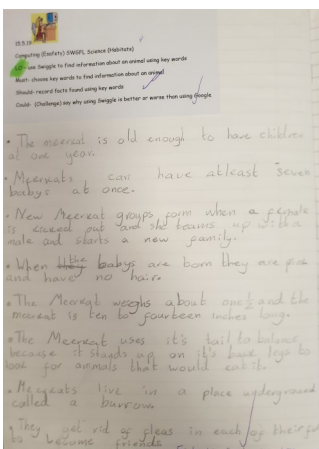 15.5.19
Computing (Esafety) SWGFL Science (Habitats)
LO- use Swiggle to find information about an animal using key words
Must- choose key words to find information about an animal
Should- record facts found using key words
Could- (Challenge) say why using Swiggle is better or worse than using Google
• The meerkat is old enough to have children
at one year.
• Meerkats can have atleast seven
babys at once.
• New Meerkat groups form when a female
is out and she teams up with a
male and starts a new family.
• When they the babys are born they are pink
and have no hair.
• The Meerkat weighs about one½ and the
meerkat is ten to fourteen inches long.
• The Meerkat uses it's tail to balance
because it stands up on it's back legs to
look for animals that would eat it.
• Meerkats live in a place underground
called a burrow.
• They get rid of fleas in each of their fur
to become friends